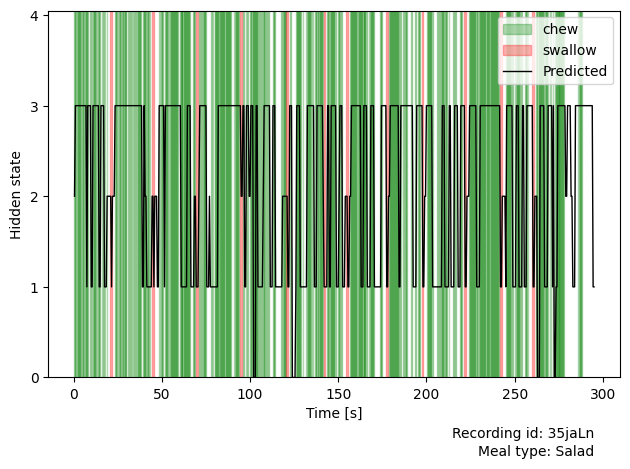 4
3
2
1
0
Hidden state
chew
swallow
Predicted
0
50
100
150
200
250
300
Time [s]
Recording id: 35jaLn
Meal type: Salad